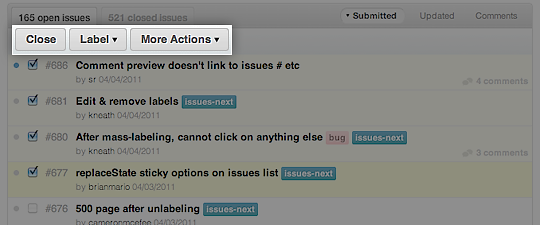 165 open issues 521 closed issues Submitted Updated Comments
Close Label More Actions
#686 Comment preview doesn't link to issues # etc
by sr 04/04/2011 4 comments
#681 Edit & remove labels issues-next
by kneath 04/04/2011
#680 After mass-labeling, cannot click on anything else bug issues-next
by kneath 04/04/2011 3 comments
#677 replaceState sticky options on issues list issues-next
by brianmario 04/03/2011
#676 500 page after unlabeling issues-next
by cameronmcefee 04/03/2011